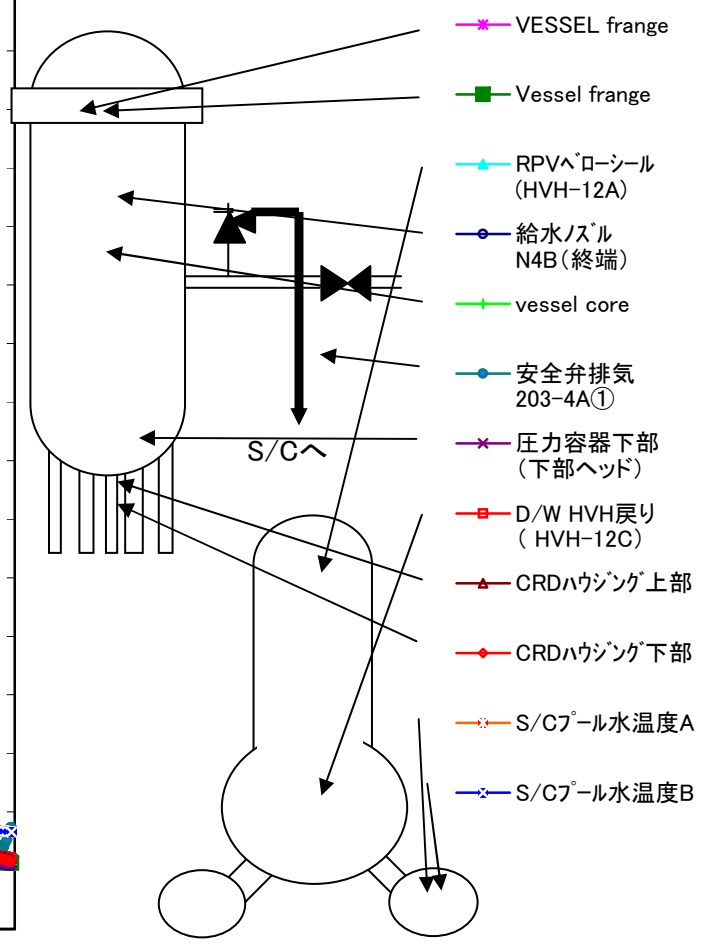 VESSEL frange
Vessel frange
RPVﾍﾞﾛｰｼｰﾙ
(HVH-12A)
給水ﾉｽﾞﾙ
N4B(終端)
vessel core
安全弁排気
203-4A①
圧力容器下部
(下部ヘッド)
D/W HVH戻り
( HVH-12C)
CRDﾊｳｼﾞﾝｸﾞ上部
CRDﾊｳｼﾞﾝｸﾞ下部
S/Cﾌﾟｰﾙ水温度A
S/Cﾌﾟｰﾙ水温度B
S/Cへ